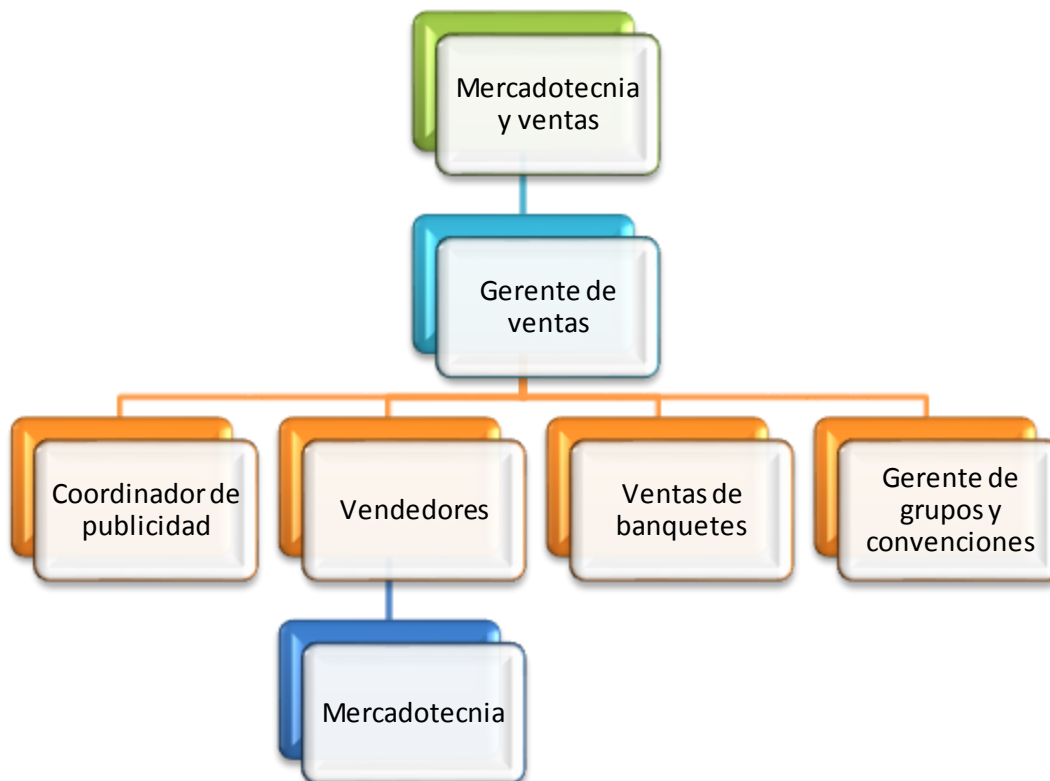 Mercadotecnia
y ventas
Gerente de
ventas
Coordinador de
publicidad
Vendedores
Ventas de
banquetes
Gerente de
grupos y
convenciones
Mercadotecnia